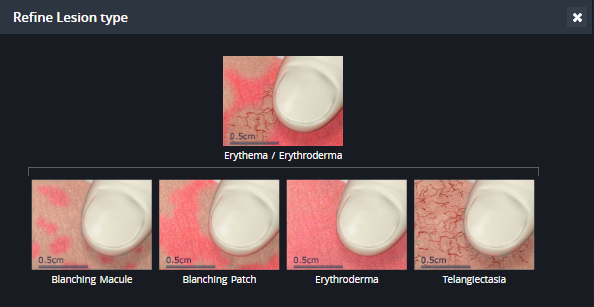 Refine Lesion type
0.5cm
Erythema / Erythroderma
0.5cm
0.5cm
0.5cm
0.5cm
Blanching Macule
Blanching Patch
Erythroderma
Telangiectasia